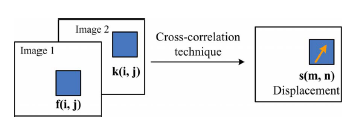 Image 2
Image 1
k(i, j)
f(i, j)
Cross-correlation
technique
s(m, n)
Displacement